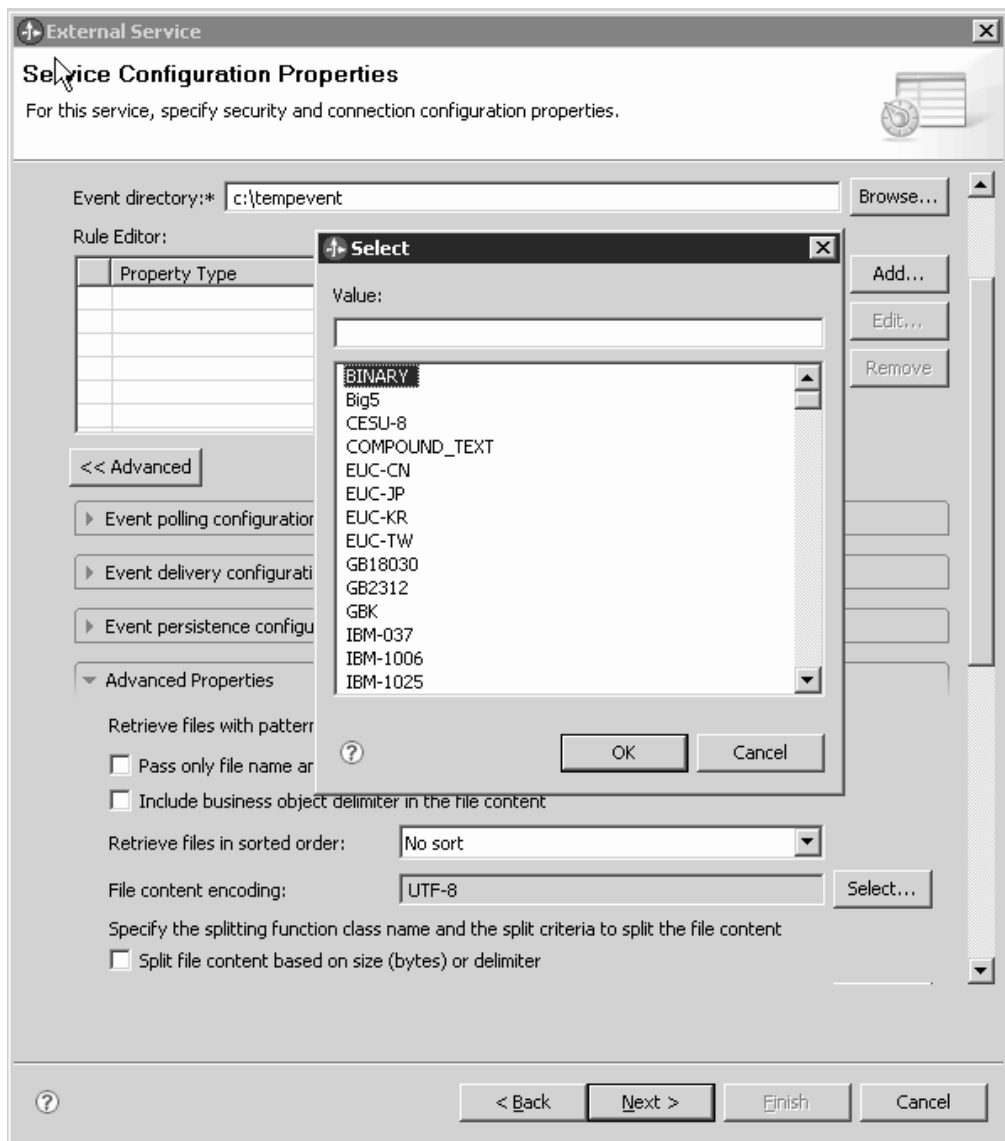 External Service
Service Configuration Properties
For this service, specify security and connection configuration properties.
Event directory:* c:\tempevent Browse...
Rule Editor:
Property Type
Add...
Edit...
Remove
<< Advanced
Event polling configuration
Event delivery configurati
Event persistence configu
Advanced Properties
Retrieve files with pattern
Pass only file name an
Include business object delimiter in the file content
Retrieve files in sorted order: No sort
File content encoding: UTF-8 Select...
Specify the splitting function class name and the split criteria to split the file content
Split file content based on size (bytes) or delimiter
< Back Next > Finish Cancel
Select
Value:
BINARY
Big5
CESU-8
COMPOUND_TEXT
EUC-CN
EUC-JP
EUC-KR
EUC-TW
GB18030
GB2312
GBK
IBM-037
IBM-1006
IBM-1025
OK Cancel